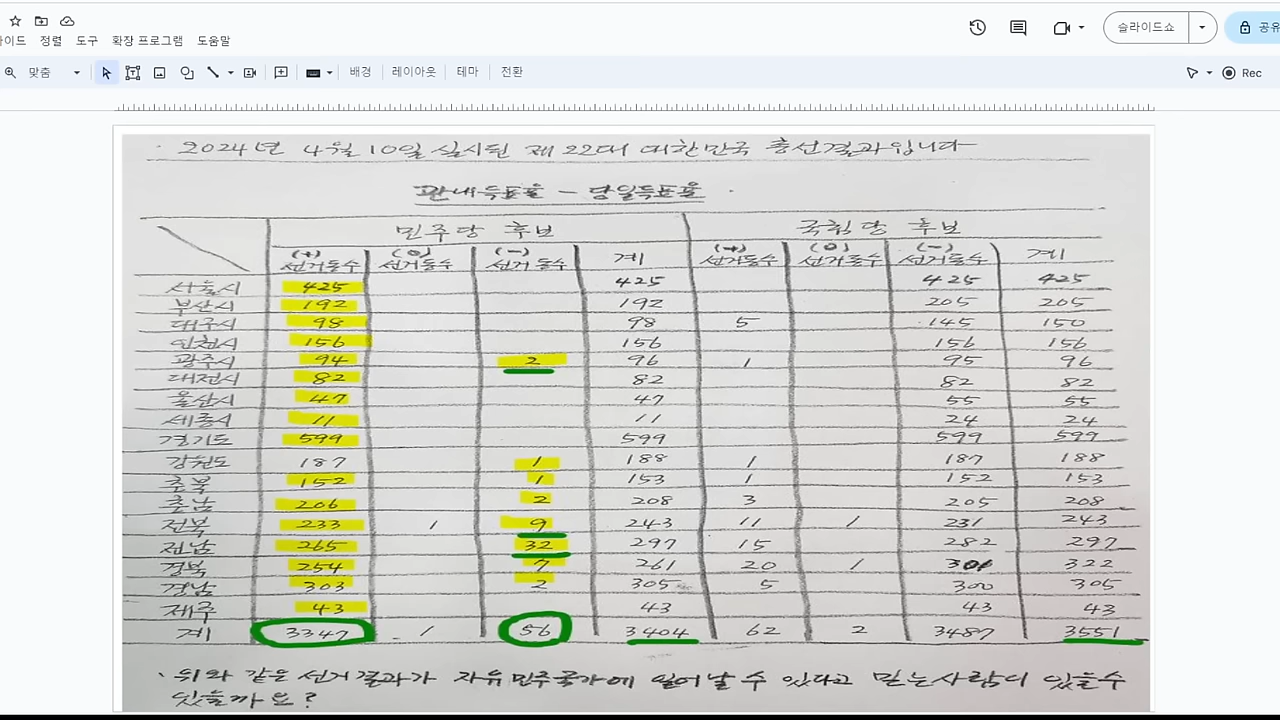 이드 정렬 도구 확장 프로그램 도움말
슬라이드쇼
공유
맞춤 배경 레이아웃 테마 전환 Rec
· 2024년 4월 10일 실시된 제22대 대한민국 총선결과입니다
관내득표율 - 당일득표율
민주당 후보 국힘당 후보
(+) (0) (-) (+) (0) (-)
선거동수 선거동수 선거동수 계 선거동수 선거동수 선거동수 계
서울시 425 425 425 425
부산시 192 192 205 205
대구시 98 98 5 145 150
인천시 156 156 156 156
광주시 94 2 96 1 95 96
대전시 82 82 82 82
울산시 47 47 55 55
세종시 11 11 24 24
경기도 599 599 599 599
강원도 187 1 188 1 187 188
충북 152 1 153 1 152 153
충남 206 2 208 3 205 208
전북 233 1 9 243 11 1 231 243
전남 265 32 297 15 282 297
경북 254 7 261 20 1 301 322
경남 303 2 305 5 300 305
제주 43 43 43 43
계 3347 1 56 3404 62 2 3487 3551
· 위와 같은 선거결과가 자유민주국가에 일어날 수 있다고 믿는사람이 있을수
있을까요?